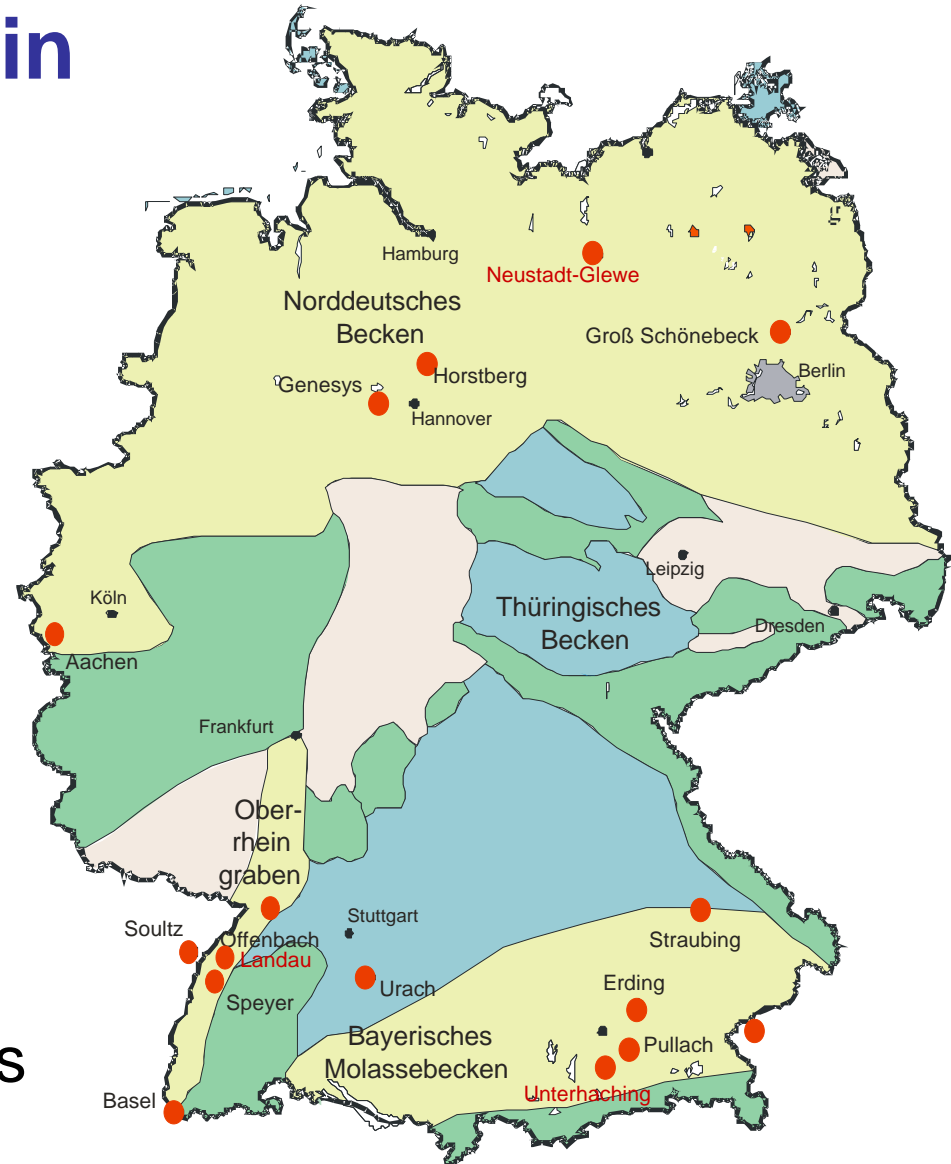 in
Hamburg
Neustadt-Glewe
Norddeutsches
Becken
Groß Schönebeck
Berlin
Horstberg
Genesys
Hannover
Leipzig
Köln
Thüringisches
Becken
Dresden
Aachen
Frankfurt
Ober-
rhein
graben
Stuttgart
Soultz
Offenbach
Straubing
Landau
Urach
Erding
Speyer
Bayerisches
Molassebecken
Pullach
s
Unterhaching
Basel